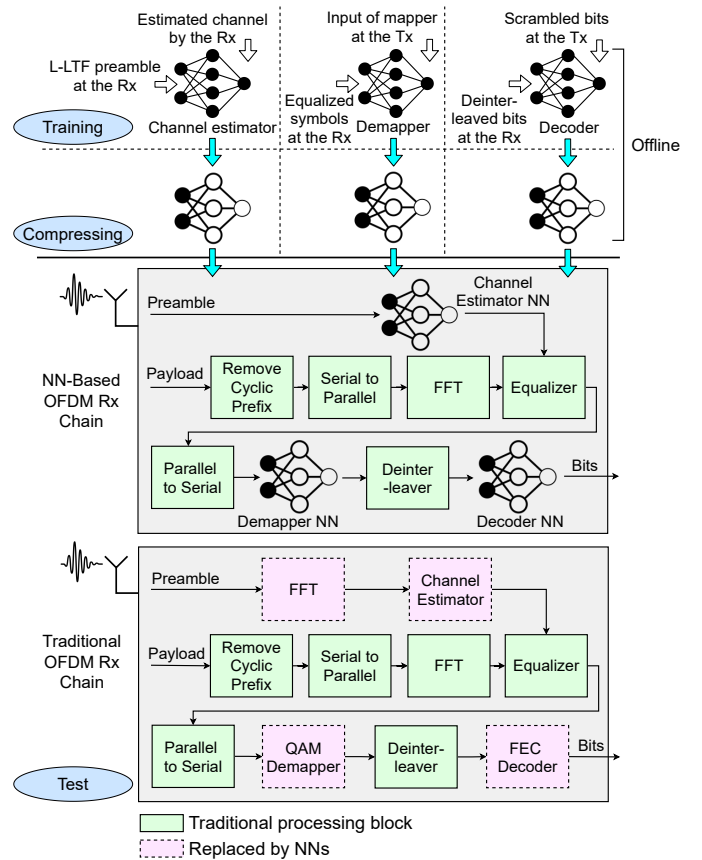 Estimated channel
by the Rx
Input of mapper
at the Tx
Scrambled bits
at the Tx
L-LTF preamble
at the Rx
Equalized
symbols
at the Rx
Deinter-
leaved bits
at the Rx
Training
Channel estimator
Demapper
Decoder
Offline
Compressing
Preamble
Channel
Estimator NN
NN-Based
OFDM Rx
Chain
Payload
Remove
Cyclic
Prefix
Serial to
Parallel
FFT
Equalizer
Parallel
to Serial
Demapper NN
Deinter
-leaver
Decoder NN
Bits
Preamble
FFT
Channel
Estimator
Traditional
OFDM Rx
Chain
Payload
Remove
Cyclic
Prefix
Serial to
Parallel
FFT
Equalizer
Parallel
to Serial
QAM
Demapper
Deinter-
leaver
FEC
Decoder
Bits
Test
Traditional processing block
Replaced by NNs